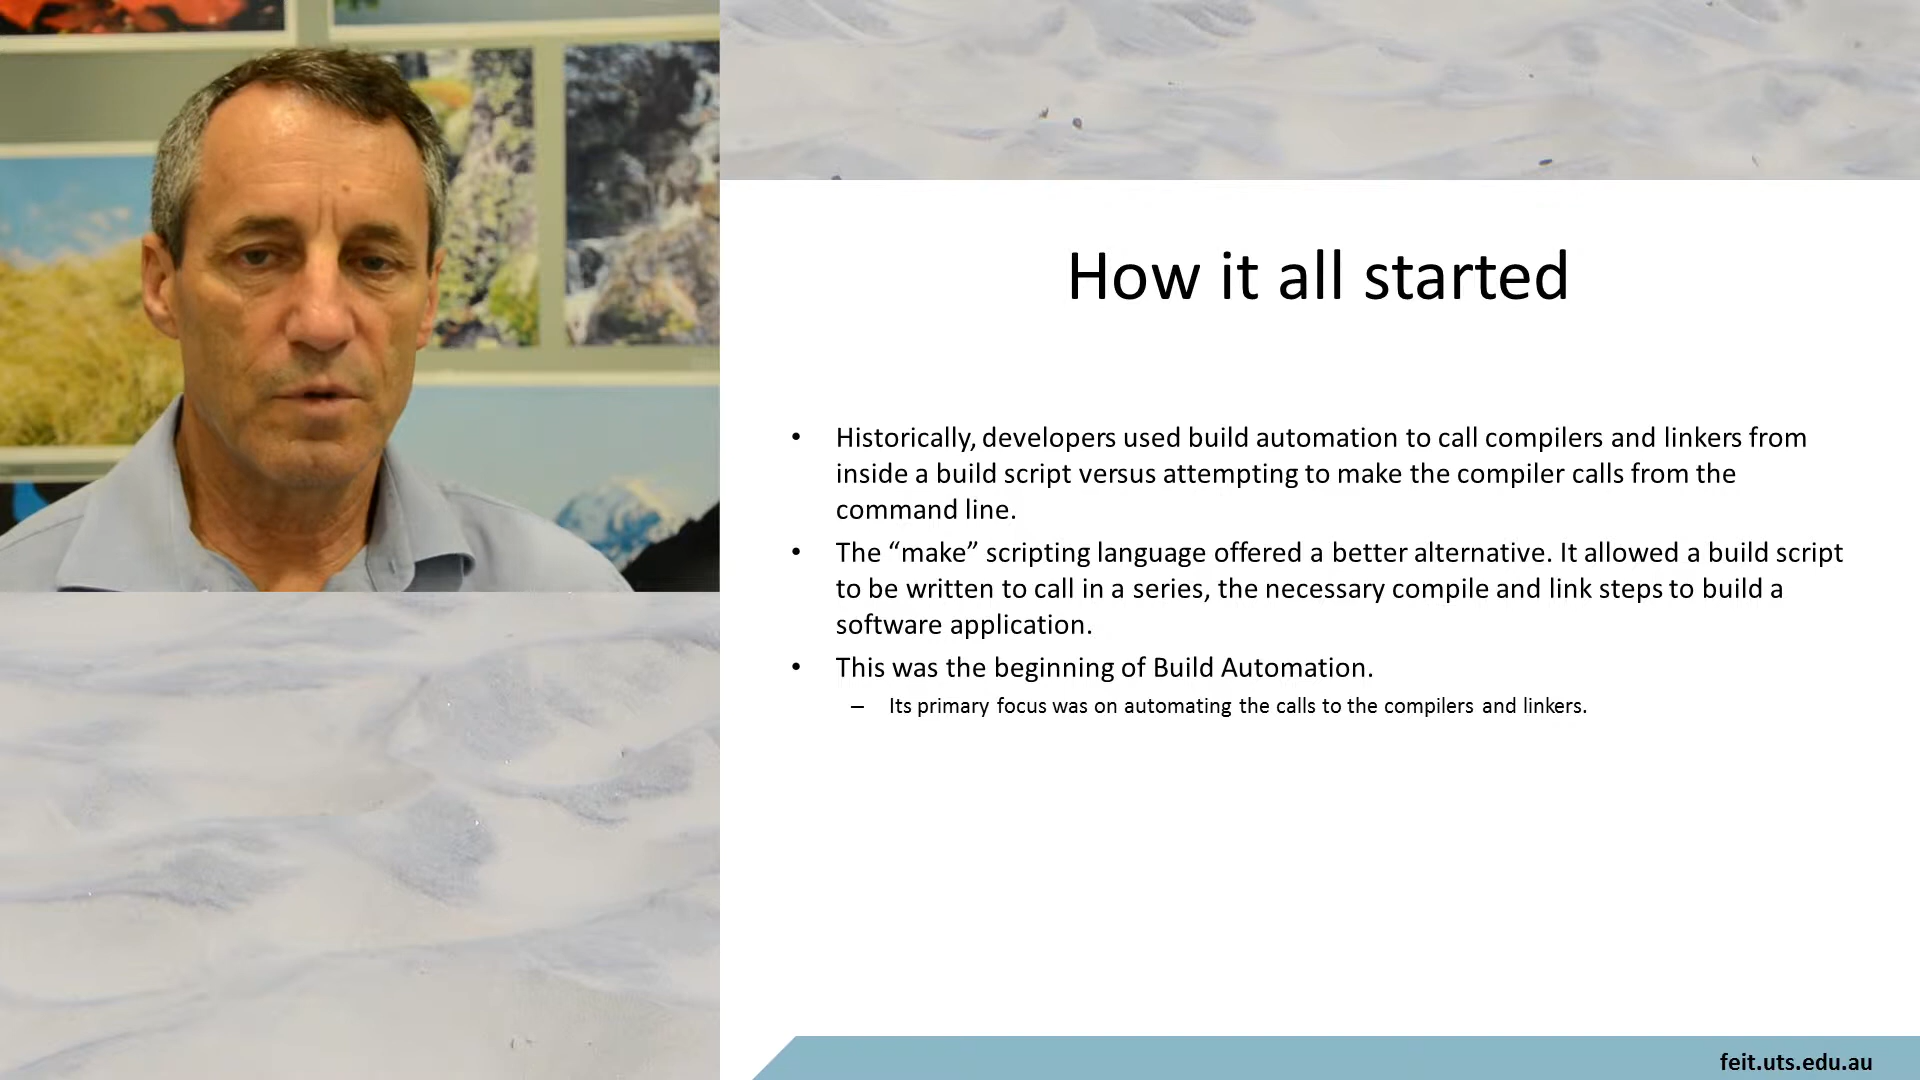 How it all started
• Historically, developers used build automation to call compilers and linkers from
inside a build script versus attempting to make the compiler calls from the
command line.
• The “make” scripting language offered a better alternative. It allowed a build script
to be written to call in a series, the necessary compile and link steps to build a
software application.
• This was the beginning of Build Automation.
– Its primary focus was on automating the calls to the compilers and linkers.
feit.uts.edu.au